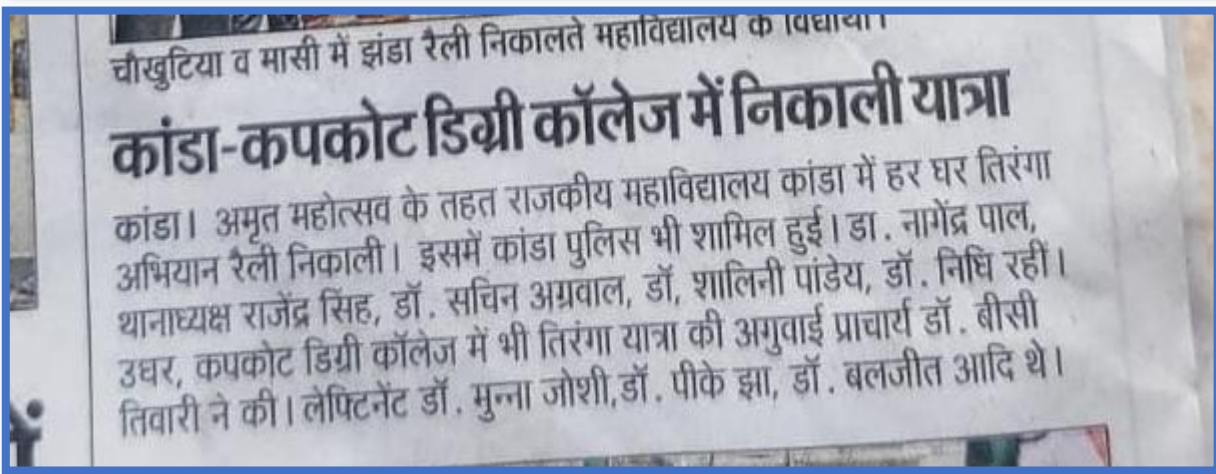 चौखुटिया व मासी में झंडा रैली निकालते महाविद्यालय के विद्यार्थी।
कांडा-कपकोट डिग्री कॉलेज में निकाली यात्रा
कांडा। अमृत महोत्सव के तहत राजकीय महाविद्यालय कांडा में हर घर तिरंगा
अभियान रैली निकाली। इसमें कांडा पुलिस भी शामिल हुई। डा. नागेंद्र पाल,
थानाध्यक्ष राजेंद्र सिंह, डॉ. सचिन अग्रवाल, डॉ, शालिनी पांडेय, डॉ. निधि रहीं।
उधर, कपकोट डिग्री कॉलेज में भी तिरंगा यात्रा की अगुवाई प्राचार्य डॉ. बीसी
तिवारी ने की। लेफ्टिनेंट डॉ. मुन्ना जोशी,डॉ. पीके झा, डॉ. बलजीत आदि थे।